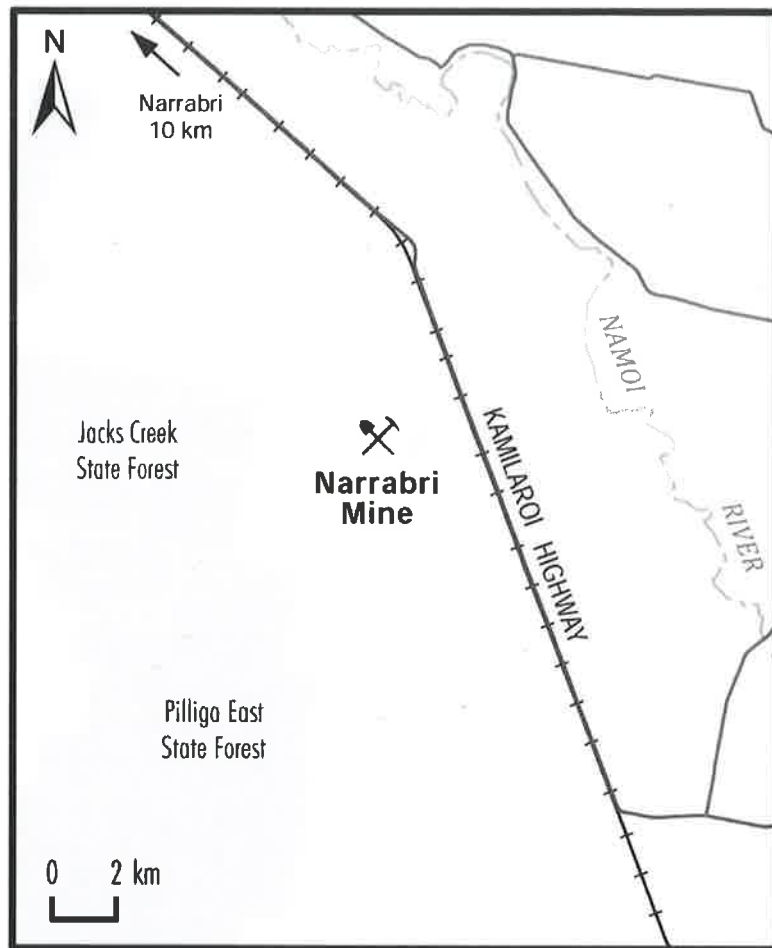 N
Narrabri
10 km
NAMOI
RIVER
Jacks Creek
State Forest
Narrabri
Mine
KAMILAROI HIGHWAY
Pilliga East
State Forest
0 2 km